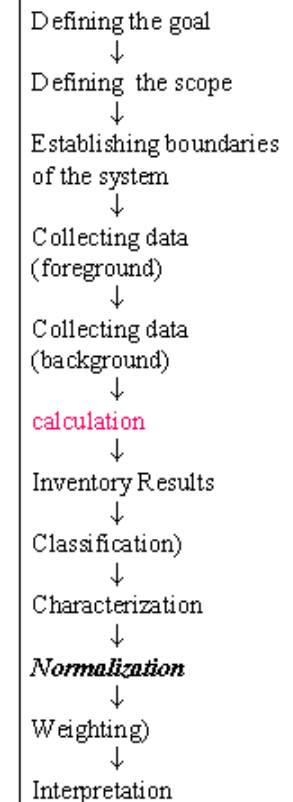 Defining the goal
↓
Defining the scope
↓
Establishing boundaries
of the system
↓
Collecting data
(foreground)
↓
Collecting data
(background)
↓
calculation
↓
Inventory Results
↓
Classification)
↓
Characterization
↓
Normalization
↓
Weighting)
↓
Interpretation